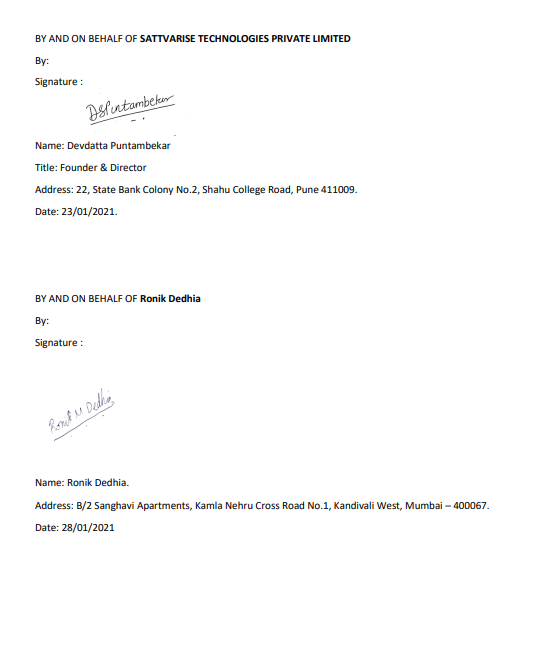 BY AND ON BEHALF OF SATTVARISE TECHNOLOGIES PRIVATE LIMITED
By:
Signature :
DSPuntambekar
Name: Devdatta Puntambekar
Title: Founder & Director
Address: 22, State Bank Colony No.2, Shahu College Road, Pune 411009.
Date: 23/01/2021.
BY AND ON BEHALF OF Ronik Dedhia
By:
Signature :
Ronik M Dedhia
Name: Ronik Dedhia.
Address: B/2 Sanghavi Apartments, Kamla Nehru Cross Road No.1, Kandivali West, Mumbai – 400067.
Date: 28/01/2021